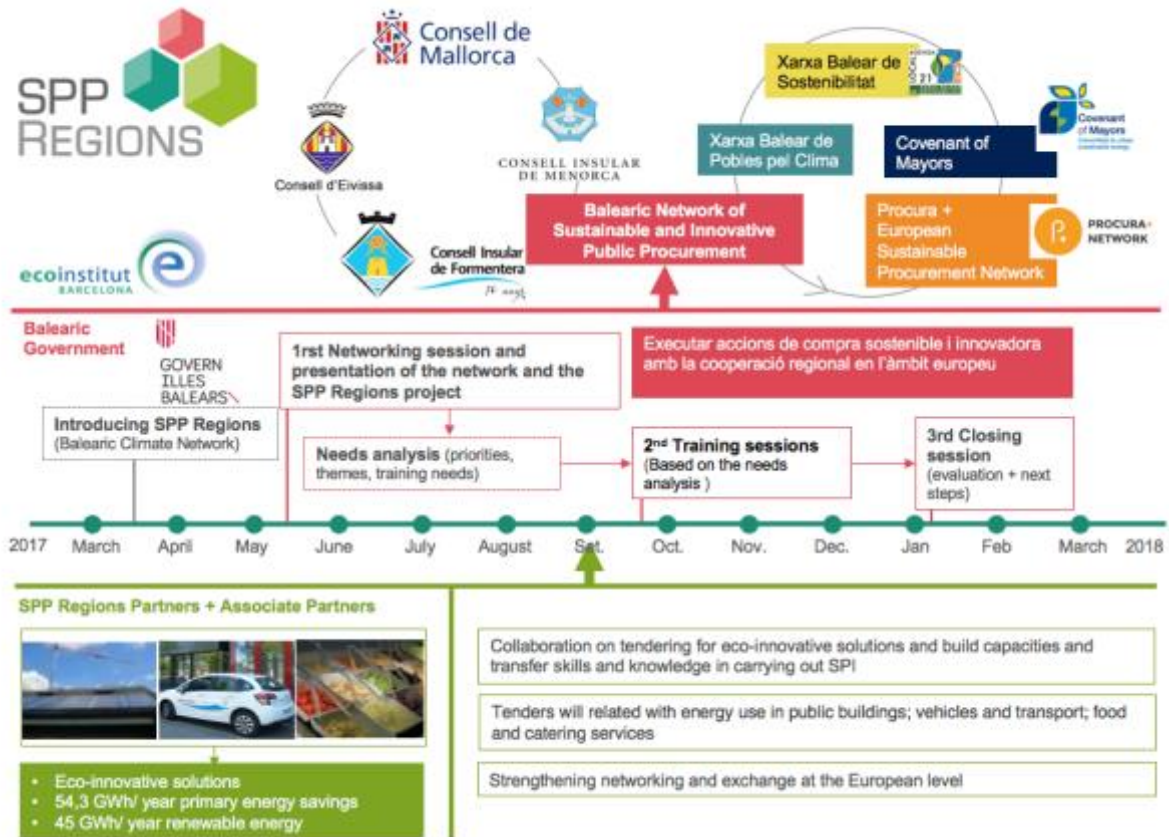 SPP
REGIONS
Consell de
Mallorca
Consell d'Eivissa
CONSELL INSULAR
DE MENORCA
Consell Insular
de Formentera
ecoinstitut
BARCELONA
Xarxa Balear de
Sostenibilitat
LOCAL
21
Xarxa Balear de
Pobles pel Clima
Covenant of
Mayors
Covenant
of Mayors
Balearic Network of
Sustainable and Innovative
Public Procurement
Procura +
European
Sustainable
Procurement Network
p.
PROCURA+
NETWORK
Balearic
Government
GOVERN
ILLES
BALEARS
1rst Networking session and
presentation of the network and the
SPP Regions project
Executar accions de compra sostenible i innovadora
amb la cooperació regional en l'àmbit europeu
Introducing SPP Regions
(Balearic Climate Network)
Needs analysis (priorities,
themes, training needs)
2nd Training sessions
(Based on the needs
analysis )
3rd Closing
session
(evaluation + next
steps)
2017 March April May June July August Set. Oct. Nov. Dec. Jan Feb March 2018
SPP Regions Partners + Associate Partners
• Eco-innovative solutions
• 54,3 GWh/ year primary energy savings
• 45 GWh/ year renewable energy
Collaboration on tendering for eco-innovative solutions and build capacities and
transfer skills and knowledge in carrying out SPI
Tenders will related with energy use in public buildings; vehicles and transport; food
and catering services
Strengthening networking and exchange at the European level